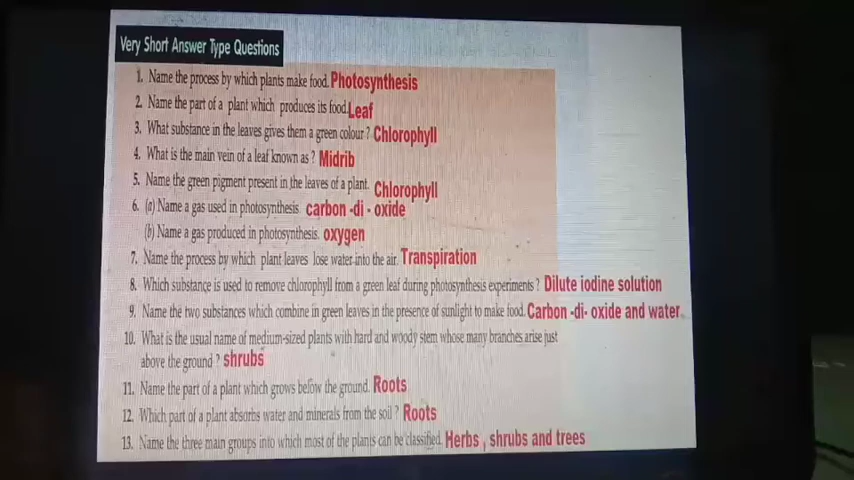 Very Short Answer Type Questions
1. Name the process by which plants make food. Photosynthesis
2. Name the part of a plant which produces its food. Leaf
3. What substance in the leaves gives them a green colour ? Chlorophyll
4. What is the main vein of a leaf known as ? Midrib
5. Name the green pigment present in the leaves of a plant. Chlorophyll
6. (a) Name a gas used in photosynthesis. carbon -di - oxide
(b) Name a gas produced in photosynthesis. oxygen
7. Name the process by which plant leaves lose water into the air. Transpiration
8. Which substance is used to remove chlorophyll from a green leaf during photosynthesis experiments ? Dilute iodine solution
9. Name the two substances which combine in green leaves in the presence of sunlight to make food. Carbon -di- oxide and water
10. What is the usual name of medium-sized plants with hard and woody stem whose many branches arise just
above the ground ? shrubs
11. Name the part of a plant which grows below the ground. Roots
12. Which part of a plant absorbs water and minerals from the soil ? Roots
13. Name the three main groups into which most of the plants can be classified. Herbs , shrubs and trees